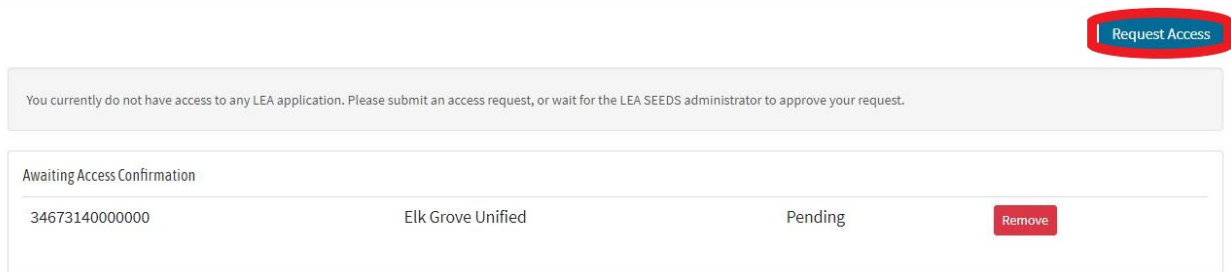 Request Access
You currently do not have access to any LEA application. Please submit an access request, or wait for the LEA SEEDS administrator to approve your request.
Awaiting Access Confirmation
34673140000000 Elk Grove Unified Pending Remove